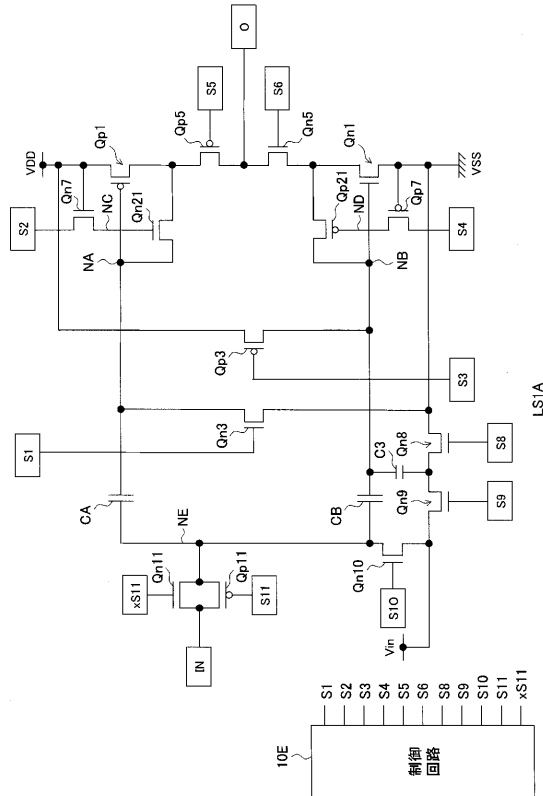 VDD
S2
Qn7
NC
Qp1
Qp5
S5
O
S6
Qn5
NA
Qn21
Qp21
ND
Qn1
NB
Qp7
VSS
S4
Qp3
S3
S1
Qn3
CA
NE
CB
C3
Qn8
S8
Qn9
S9
xS11
Qn11
Qp11
S11
IN
Qn10
S10
Vin
10E
制御
回路
S1
S2
S3
S4
S5
S6
S8
S9
S10
S11
xS11
LS1A